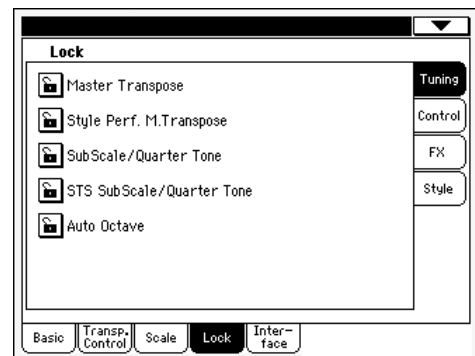 Lock
Master Transpose
Style Perf. M.Transpose
SubScale/Quarter Tone
STS SubScale/Quarter Tone
Auto Octave
Tuning
Control
FX
Style
Basic
Transp.
Control
Scale
Lock
Inter-
face